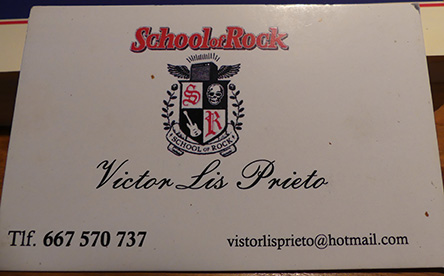 School of Rock
S
R
SCHOOL OF ROCK
Victor Lis Prieto
Tlf. 667 570 737
vistorlisprieto@hotmail.com